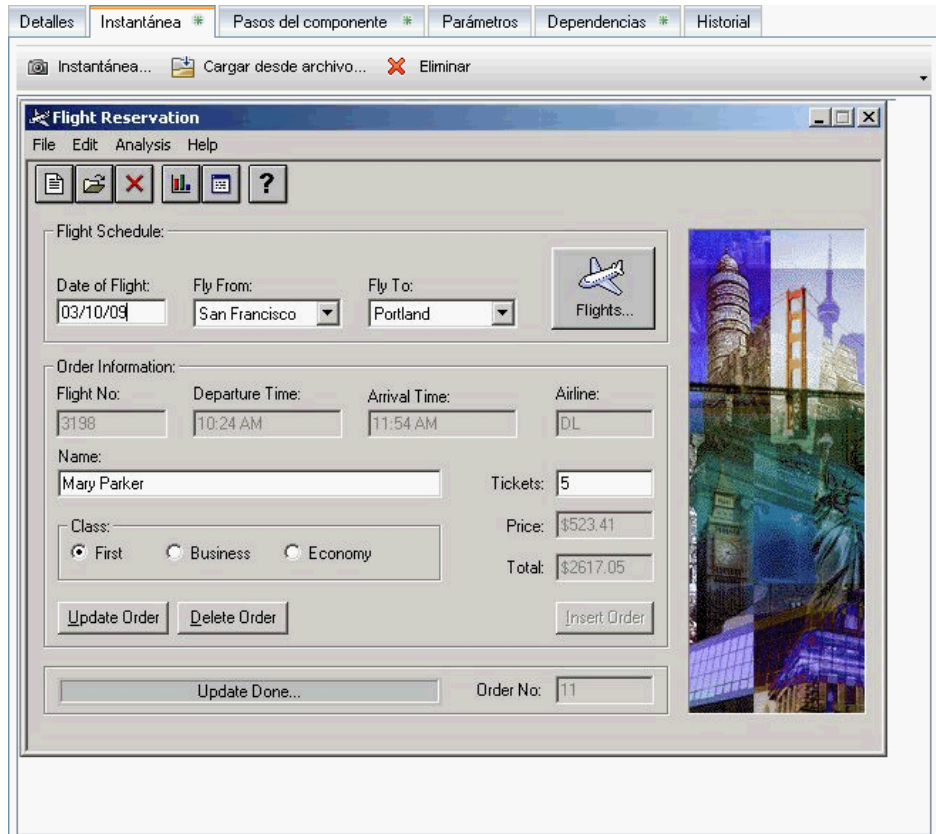 Detalles Instantánea * Pasos del componente * Parámetros Dependencias * Historial
Instantánea... Cargar desde archivo... Eliminar
Flight Reservation
File Edit Analysis Help
?
Flight Schedule:
Date of Flight: Fly From: Fly To:
03/10/09 San Francisco Portland Flights...
Order Information:
Flight No: Departure Time: Arrival Time: Airline:
3198 10:24 AM 11:54 AM DL
Name:
Mary Parker Tickets: 5
Class: Price: $523.41
First Business Economy
Total: $2617.05
Update Order Delete Order Insert Order
Update Done... Order No: 11